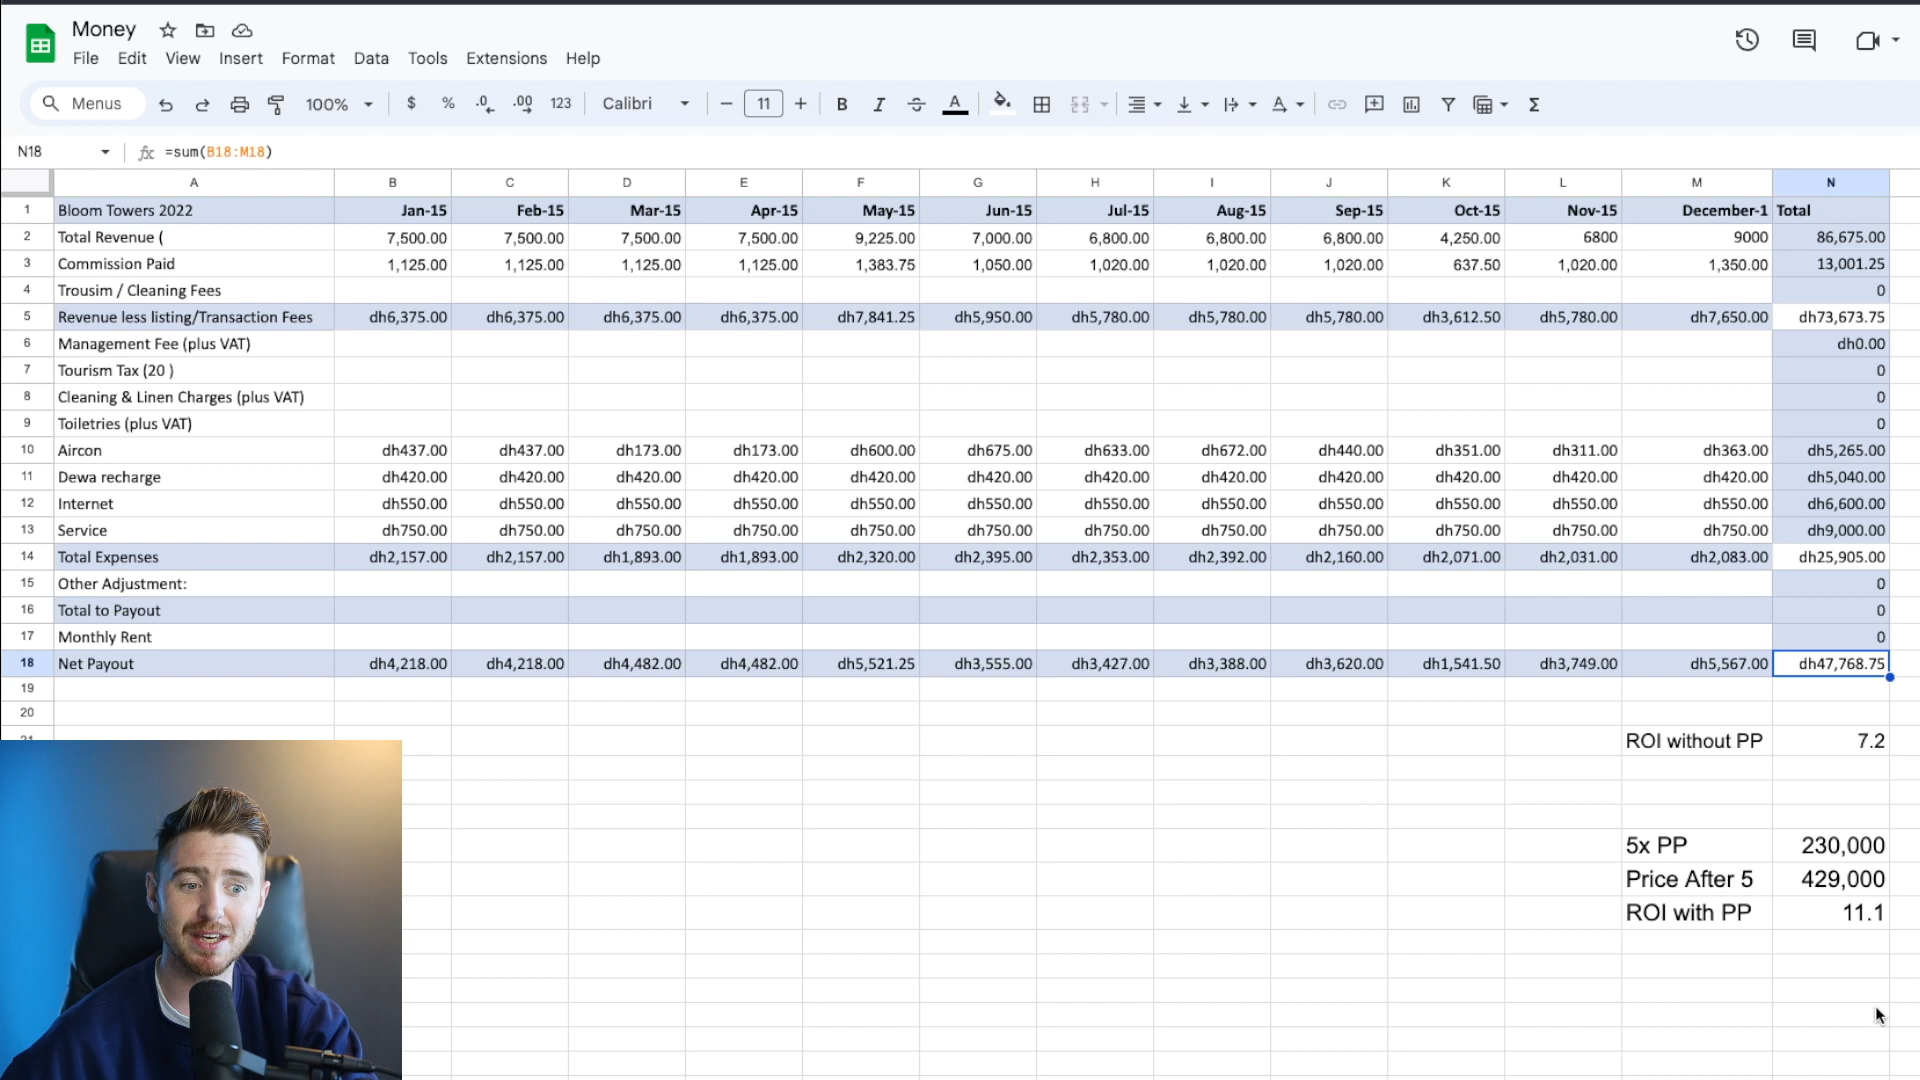 Money
File Edit View Insert Format Data Tools Extensions Help
Menus 100% $ % .0 .00 123 Calibri 11 B I A
N18 fx =sum(B18:M18)
A B C D E F G H I J K L M N
1 Bloom Towers 2022 Jan-15 Feb-15 Mar-15 Apr-15 May-15 Jun-15 Jul-15 Aug-15 Sep-15 Oct-15 Nov-15 December-1 Total
2 Total Revenue ( 7,500.00 7,500.00 7,500.00 7,500.00 9,225.00 7,000.00 6,800.00 6,800.00 6,800.00 4,250.00 6800 9000 86,675.00
3 Commission Paid 1,125.00 1,125.00 1,125.00 1,125.00 1,383.75 1,050.00 1,020.00 1,020.00 1,020.00 637.50 1,020.00 1,350.00 13,001.25
4 Trousim / Cleaning Fees 0
5 Revenue less listing/Transaction Fees dh6,375.00 dh6,375.00 dh6,375.00 dh6,375.00 dh7,841.25 dh5,950.00 dh5,780.00 dh5,780.00 dh5,780.00 dh3,612.50 dh5,780.00 dh7,650.00 dh73,673.75
6 Management Fee (plus VAT) dh0.00
7 Tourism Tax (20 ) 0
8 Cleaning & Linen Charges (plus VAT) 0
9 Toiletries (plus VAT) 0
10 Aircon dh437.00 dh437.00 dh173.00 dh173.00 dh600.00 dh675.00 dh633.00 dh672.00 dh440.00 dh351.00 dh311.00 dh363.00 dh5,265.00
11 Dewa recharge dh420.00 dh420.00 dh420.00 dh420.00 dh420.00 dh420.00 dh420.00 dh420.00 dh420.00 dh420.00 dh420.00 dh420.00 dh5,040.00
12 Internet dh550.00 dh550.00 dh550.00 dh550.00 dh550.00 dh550.00 dh550.00 dh550.00 dh550.00 dh550.00 dh550.00 dh550.00 dh6,600.00
13 Service dh750.00 dh750.00 dh750.00 dh750.00 dh750.00 dh750.00 dh750.00 dh750.00 dh750.00 dh750.00 dh750.00 dh750.00 dh9,000.00
14 Total Expenses dh2,157.00 dh2,157.00 dh1,893.00 dh1,893.00 dh2,320.00 dh2,395.00 dh2,353.00 dh2,392.00 dh2,160.00 dh2,071.00 dh2,031.00 dh2,083.00 dh25,905.00
15 Other Adjustment: 0
16 Total to Payout 0
17 Monthly Rent 0
18 Net Payout dh4,218.00 dh4,218.00 dh4,482.00 dh4,482.00 dh5,521.25 dh3,555.00 dh3,427.00 dh3,388.00 dh3,620.00 dh1,541.50 dh3,749.00 dh5,567.00 dh47,768.75
19
20
ROI without PP 7.2
5x PP 230,000
Price After 5 429,000
ROI with PP 11.1